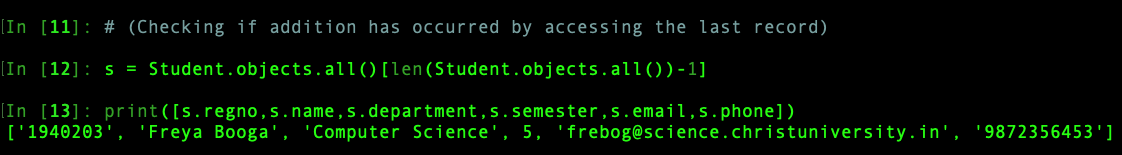 In [11]: # (Checking if addition has occurred by accessing the last record)
In [12]: s = Student.objects.all()[len(Student.objects.all())-1]
In [13]: print([s.regno,s.name,s.department,s.semester,s.email,s.phone])
['1940203', 'Freya Booga', 'Computer Science', 5, 'frebog@science.christuniversity.in', '9872356453']